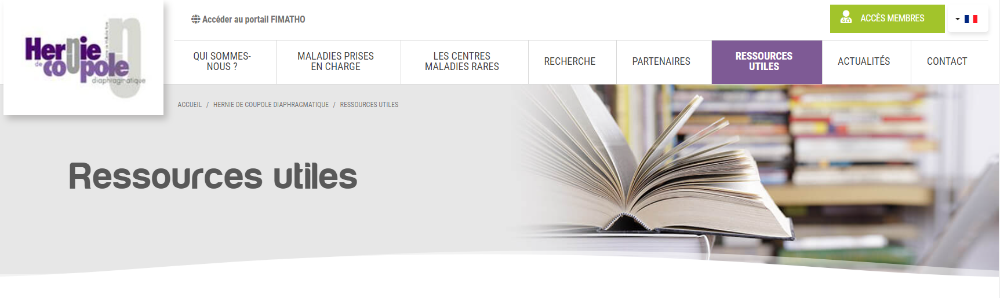 Hernie
de coupole
diaphragmatique
Accéder au portail FIMATHO
ACCÈS MEMBRES
QUI SOMMES-
NOUS ?
MALADIES PRISES
EN CHARGE
LES CENTRES
MALADIES RARES
RECHERCHE
PARTENAIRES
RESSOURCES
UTILES
ACTUALITÉS
CONTACT
ACCUEIL / HERNIE DE COUPOLE DIAPHRAGMATIQUE / RESSOURCES UTILES
Ressources utiles